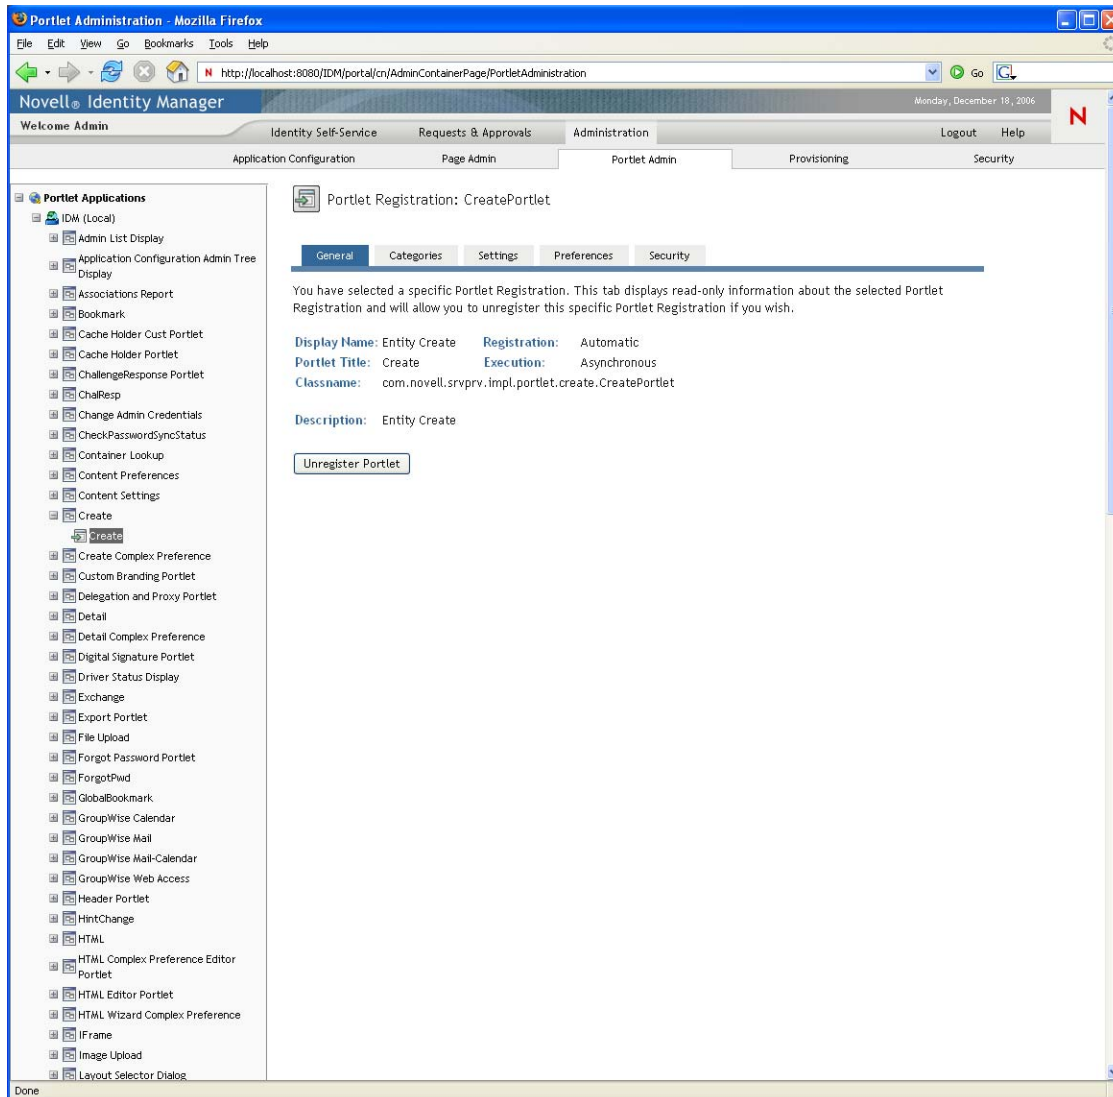 Portlet Administration - Mozilla Firefox
File Edit View Go Bookmarks Tools Help
N http://localhost:8080/IDM/portal/cn/AdminContainerPage/PortletAdministration Go G
Novell® Identity Manager Monday, December 18, 2006
N
Welcome Admin Identity Self-Service Requests & Approvals Administration Logout Help
Application Configuration Page Admin Portlet Admin Provisioning Security
Portlet Applications
IDM (Local)
Admin List Display
Application Configuration Admin Tree
Display
Associations Report
Bookmark
Cache Holder Cust Portlet
Cache Holder Portlet
ChallengeResponse Portlet
ChalResp
Change Admin Credentials
CheckPasswordSyncStatus
Container Lookup
Content Preferences
Content Settings
Create
Create
Create Complex Preference
Custom Branding Portlet
Delegation and Proxy Portlet
Detail
Detail Complex Preference
Digital Signature Portlet
Driver Status Display
Exchange
Export Portlet
File Upload
Forgot Password Portlet
ForgotPwd
GlobalBookmark
GroupWise Calendar
GroupWise Mail
GroupWise Mail-Calendar
GroupWise Web Access
Header Portlet
HintChange
HTML
HTML Complex Preference Editor
Portlet
HTML Editor Portlet
HTML Wizard Complex Preference
IFrame
Image Upload
Layout Selector Dialog
Portlet Registration: CreatePortlet
General Categories Settings Preferences Security
You have selected a specific Portlet Registration. This tab displays read-only information about the selected Portlet
Registration and will allow you to unregister this specific Portlet Registration if you wish.
Display Name: Entity Create Registration: Automatic
Portlet Title: Create Execution: Asynchronous
Classname: com.novell.srvprv.impl.portlet.create.CreatePortlet
Description: Entity Create
Unregister Portlet
Done